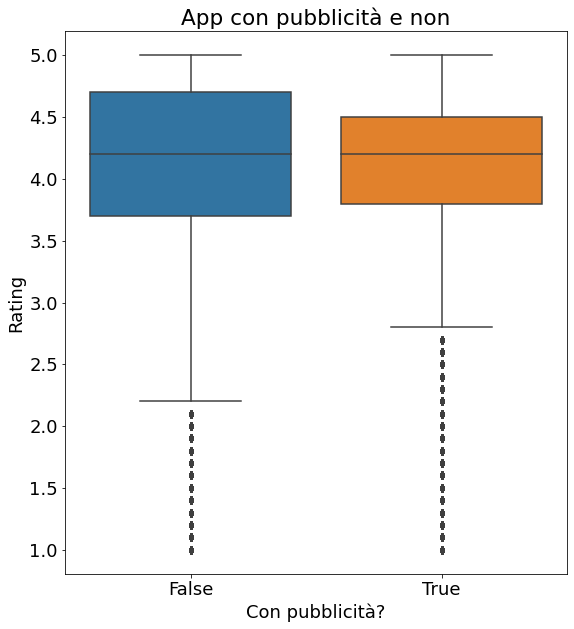 App con pubblicità e non
5.0
4.5
4.0
3.5
3.0
2.5
2.0
1.5
1.0
Rating
False
True
Con pubblicità?